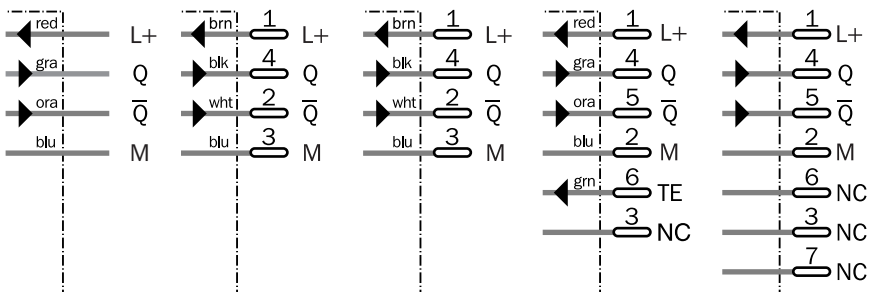 red L+
gra Q
ora Q̅
blu M
brn 1 L+
blk 4 Q
wht 2 Q̅
blu 3 M
brn 1 L+
blk 4 Q
wht 2 Q̅
blu 3 M
red 1 L+
gra 4 Q
ora 5 Q̅
blu 2 M
grn 6 TE
3 NC
1 L+
4 Q
5 Q̅
2 M
6 NC
3 NC
7 NC